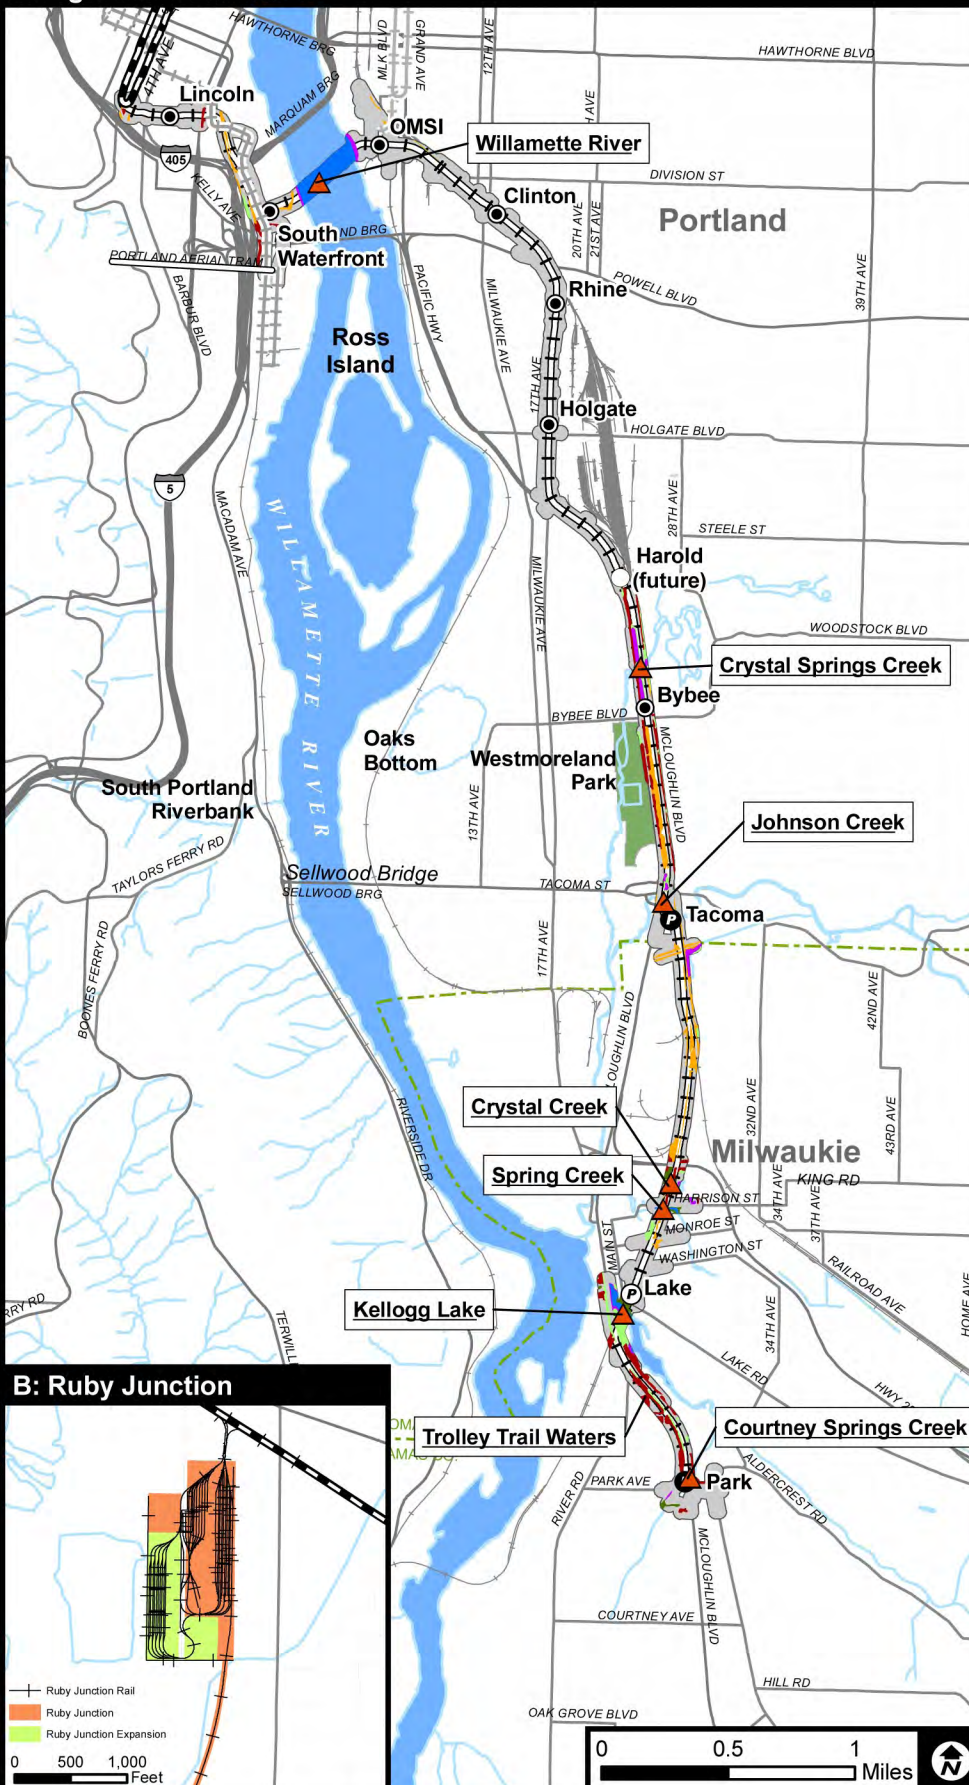 HAWTHORNE BRG
MLK BLVD
GRAND AVE
12TH AVE
HAWTHORNE BLVD
4TH AVE
Lincoln
MARQUAM BRG
OMSI
Willamette River
405
KELLY AVE
DIVISION ST
Clinton
Portland
20TH AVE
21ST AVE
39TH AVE
South
Waterfront
ND BRG
PORTLAND AERIAL TRAM
BARBUR BLVD
PACIFIC HWY
MILWAUKIE AVE
Rhine
POWELL BLVD
Ross
Island
17TH AVE
Holgate
HOLGATE BLVD
5
MACADAM AVE
WILLAMETTE RIVER
28TH AVE
STEELE ST
Harold
(future)
MILWAUKIE AVE
WOODSTOCK BLVD
Crystal Springs Creek
Bybee
BYBEE BLVD
Oaks
Bottom
Westmoreland
Park
MCLOUGHLIN BLVD
South Portland
Riverbank
13TH AVE
Johnson Creek
TAYLORS FERRY RD
Sellwood Bridge
SELLWOOD BRG
TACOMA ST
Tacoma
P
BOONES FERRY RD
17TH AVE
42ND AVE
LOUGHLIN BLVD
RIVERSIDE DR
Crystal Creek
32ND AVE
43RD AVE
Milwaukie
Spring Creek
KING RD
HARRISON ST
34TH AVE
37TH AVE
MAIN ST
MONROE ST
WASHINGTON ST
RAILROAD AVE
P
Lake
HOME AVE
Kellogg Lake
34TH AVE
RRY RD
TERWILL
LAKE RD
B: Ruby Junction
Trolley Trail Waters
Courtney Springs Creek
PARK AVE
Park
ALDERCREST RD
RIVER RD
MCLOUGHLIN BLVD
COURTNEY AVE
HILL RD
OAK GROVE BLVD
Ruby Junction Rail
Ruby Junction
Ruby Junction Expansion
0 500 1,000
Feet
0 0.5 1
Miles
N